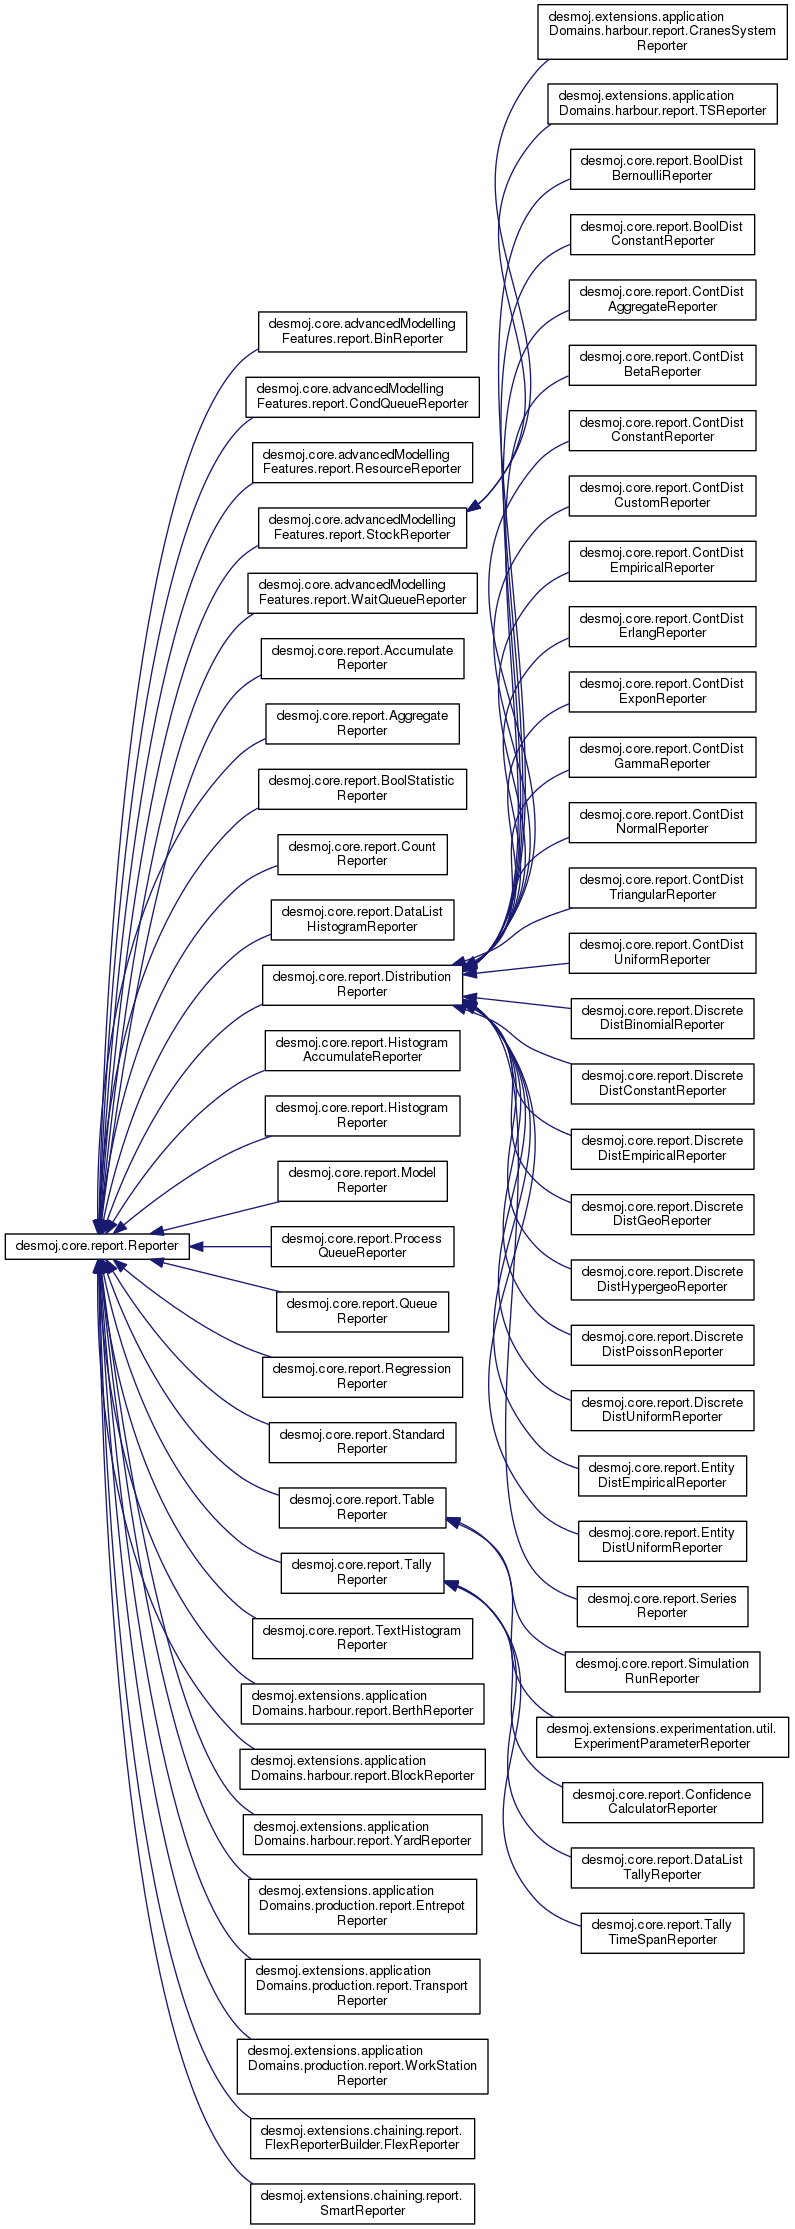 desmoj.core.report.Reporter
desmoj.core.advancedModelling
Features.report.BinReporter
desmoj.core.advancedModelling
Features.report.CondQueueReporter
desmoj.core.advancedModelling
Features.report.ResourceReporter
desmoj.core.advancedModelling
Features.report.StockReporter
desmoj.core.advancedModelling
Features.report.WaitQueueReporter
desmoj.core.report.Accumulate
Reporter
desmoj.core.report.Aggregate
Reporter
desmoj.core.report.BoolStatistic
Reporter
desmoj.core.report.Count
Reporter
desmoj.core.report.DataList
HistogramReporter
desmoj.core.report.Distribution
Reporter
desmoj.core.report.Histogram
AccumulateReporter
desmoj.core.report.Histogram
Reporter
desmoj.core.report.Model
Reporter
desmoj.core.report.Process
QueueReporter
desmoj.core.report.Queue
Reporter
desmoj.core.report.Regression
Reporter
desmoj.core.report.Standard
Reporter
desmoj.core.report.Table
Reporter
desmoj.core.report.Tally
Reporter
desmoj.core.report.TextHistogram
Reporter
desmoj.extensions.application
Domains.harbour.report.BerthReporter
desmoj.extensions.application
Domains.harbour.report.BlockReporter
desmoj.extensions.application
Domains.harbour.report.YardReporter
desmoj.extensions.application
Domains.production.report.Entrepot
Reporter
desmoj.extensions.application
Domains.production.report.Transport
Reporter
desmoj.extensions.application
Domains.production.report.WorkStation
Reporter
desmoj.extensions.chaining.report.
FlexReporterBuilder.FlexReporter
desmoj.extensions.chaining.report.
SmartReporter
desmoj.extensions.application
Domains.harbour.report.CranesSystem
Reporter
desmoj.extensions.application
Domains.harbour.report.TSReporter
desmoj.core.report.BoolDist
BernoulliReporter
desmoj.core.report.BoolDist
ConstantReporter
desmoj.core.report.ContDist
AggregateReporter
desmoj.core.report.ContDist
BetaReporter
desmoj.core.report.ContDist
ConstantReporter
desmoj.core.report.ContDist
CustomReporter
desmoj.core.report.ContDist
EmpiricalReporter
desmoj.core.report.ContDist
ErlangReporter
desmoj.core.report.ContDist
ExponReporter
desmoj.core.report.ContDist
GammaReporter
desmoj.core.report.ContDist
NormalReporter
desmoj.core.report.ContDist
TriangularReporter
desmoj.core.report.ContDist
UniformReporter
desmoj.core.report.Discrete
DistBinomialReporter
desmoj.core.report.Discrete
DistConstantReporter
desmoj.core.report.Discrete
DistEmpiricalReporter
desmoj.core.report.Discrete
DistGeoReporter
desmoj.core.report.Discrete
DistHypergeoReporter
desmoj.core.report.Discrete
DistPoissonReporter
desmoj.core.report.Discrete
DistUniformReporter
desmoj.core.report.Entity
DistEmpiricalReporter
desmoj.core.report.Entity
DistUniformReporter
desmoj.core.report.Series
Reporter
desmoj.core.report.Simulation
RunReporter
desmoj.extensions.experimentation.util.
ExperimentParameterReporter
desmoj.core.report.Confidence
CalculatorReporter
desmoj.core.report.DataList
TallyReporter
desmoj.core.report.Tally
TimeSpanReporter